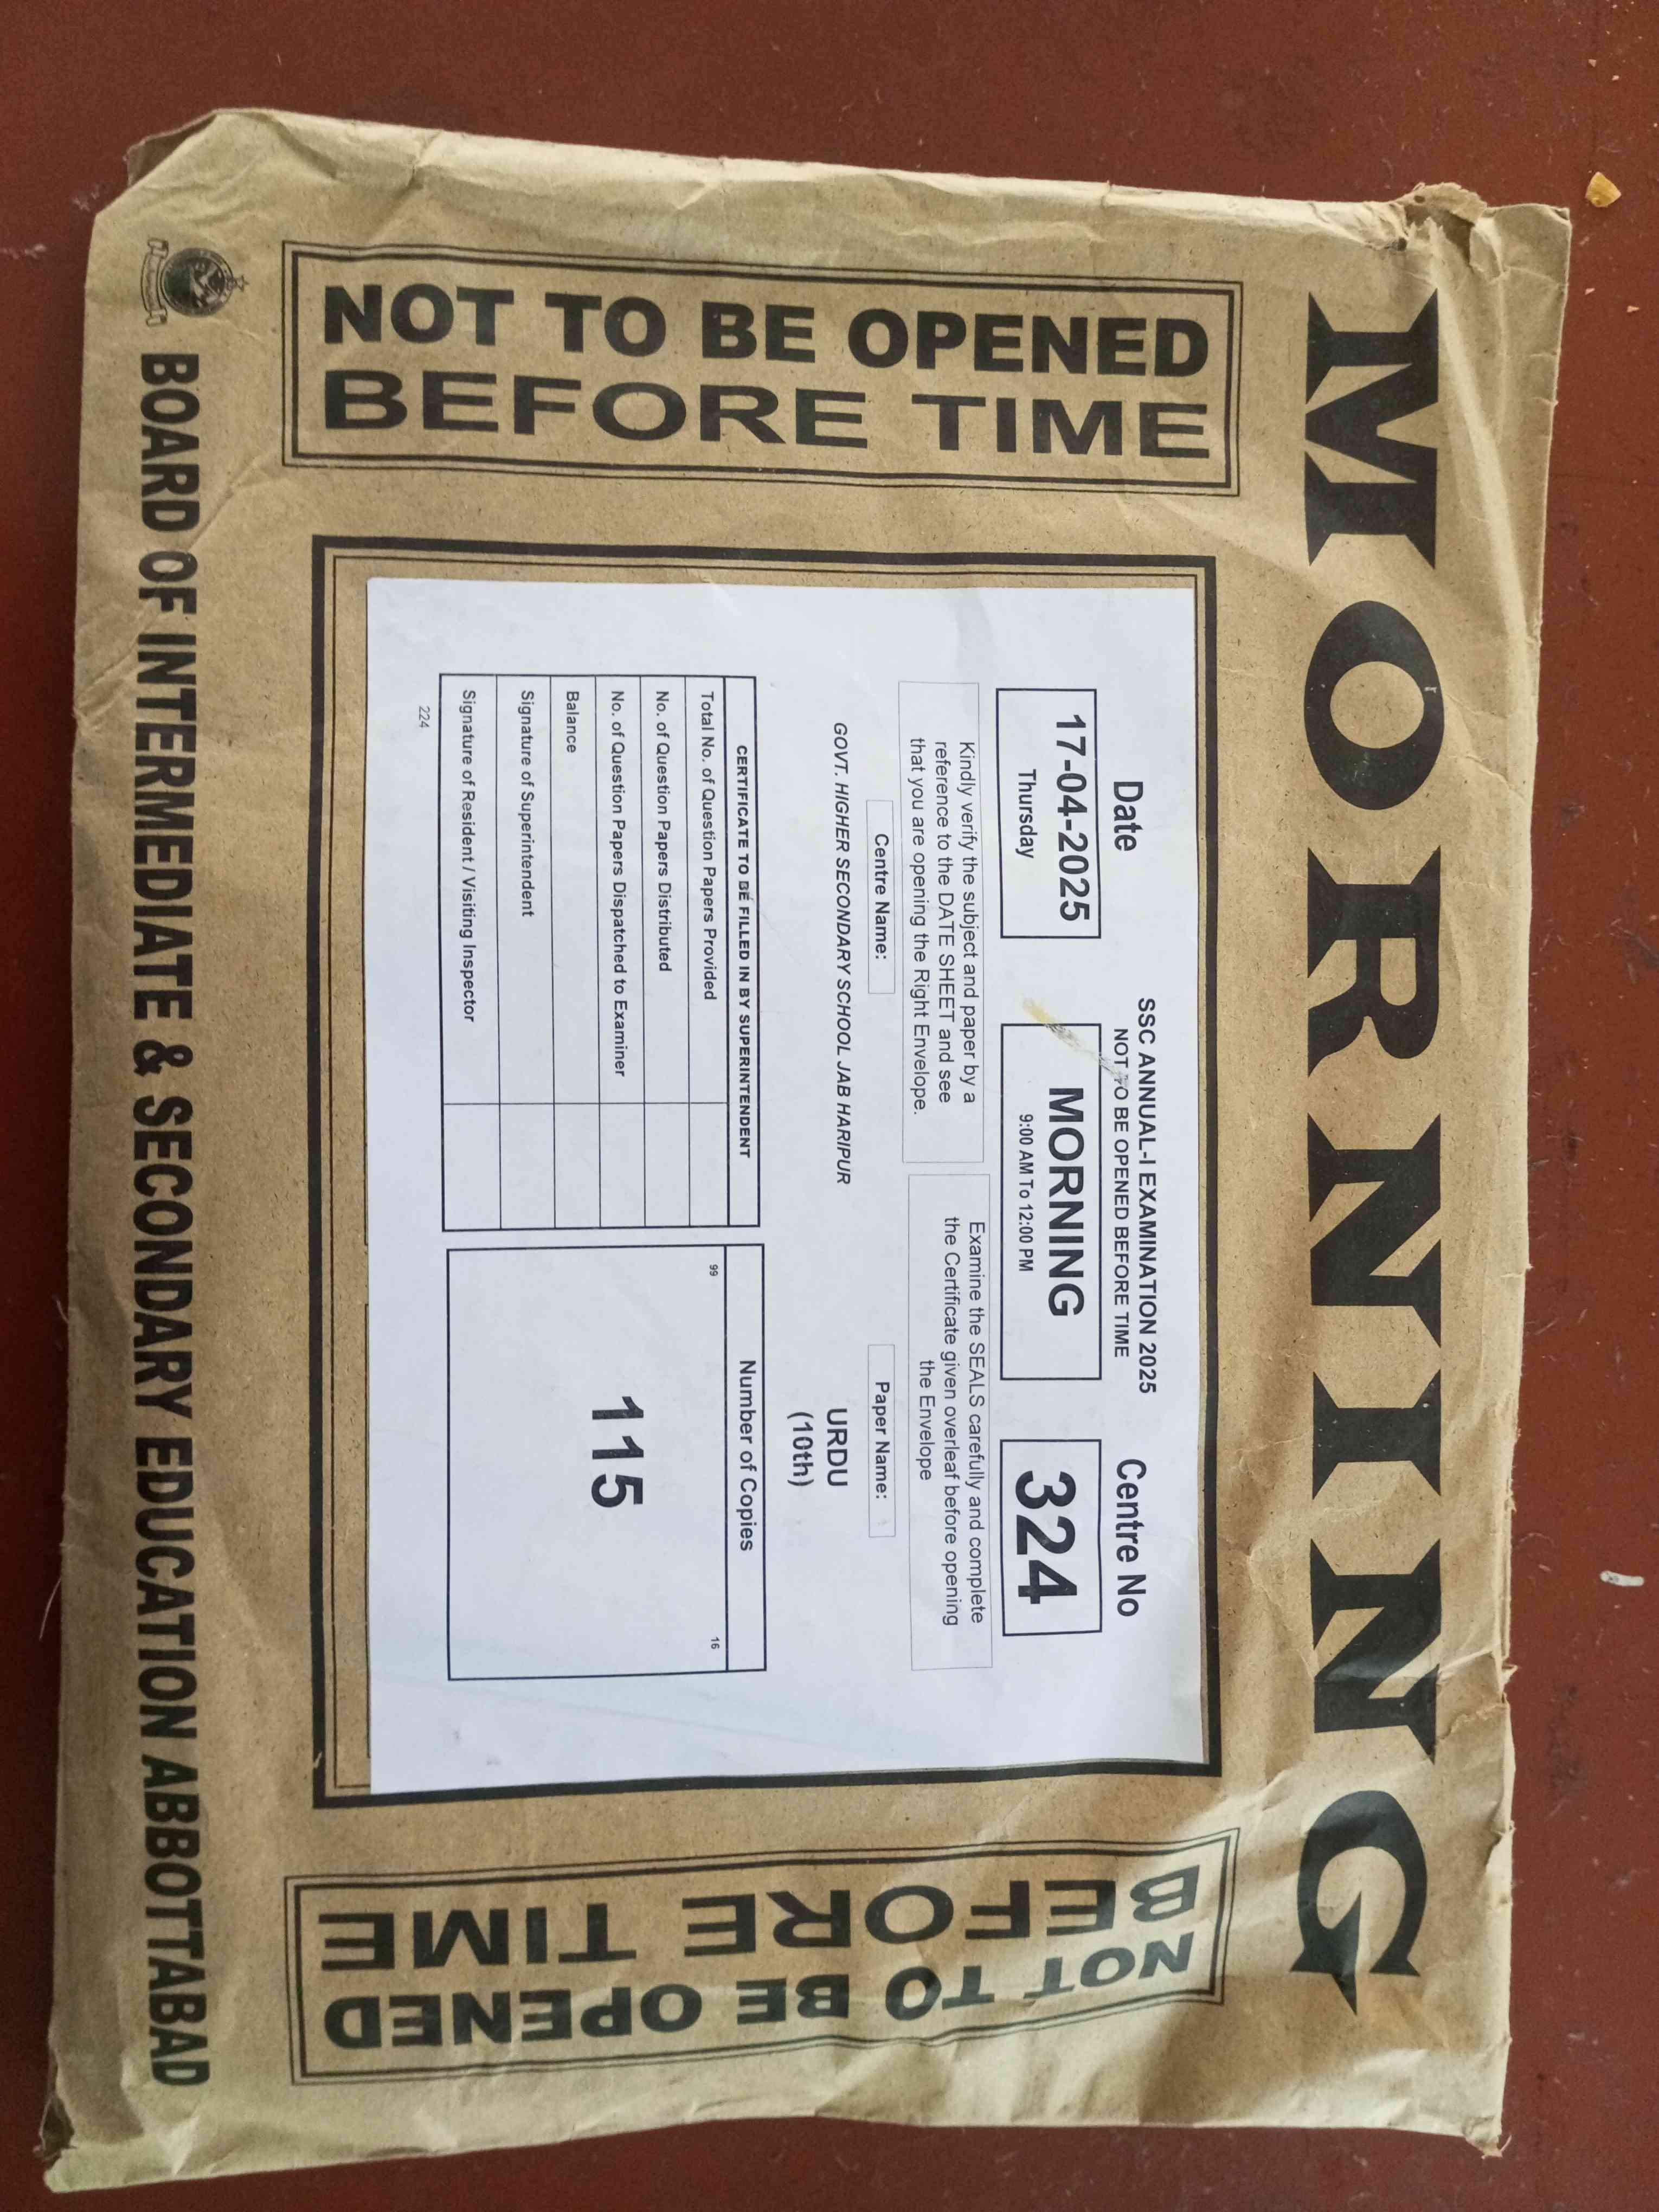 MORNING
NOT TO BE OPENED
BEFORE TIME
SSC ANNUAL-I EXAMINATION 2025
NOT TO BE OPENED BEFORE TIME
Date
17-04-2025
Thursday
MORNING
9:00 AM To 12:00 PM
Centre No
324
Kindly verify the subject and paper by a
reference to the DATE SHEET and see
that you are opening the Right Envelope.
Examine the SEALS carefully and complete
the Certificate given overleaf before opening
the Envelope
Centre Name:
GOVT. HIGHER SECONDARY SCHOOL JAB HARIPUR
Paper Name:
URDU
(10th)
CERTIFICATE TO BE FILLED IN BY SUPERINTENDENT
Total No. of Question Papers Provided
No. of Question Papers Distributed
No. of Question Papers Dispatched to Examiner
Balance
Signature of Superintendent
Signature of Resident / Visiting Inspector
224
Number of Copies
99
16
115
NOT TO BE OPENED
BEFORE TIME
BOARD OF INTERMEDIATE & SECONDARY EDUCATION ABBOTTABAD